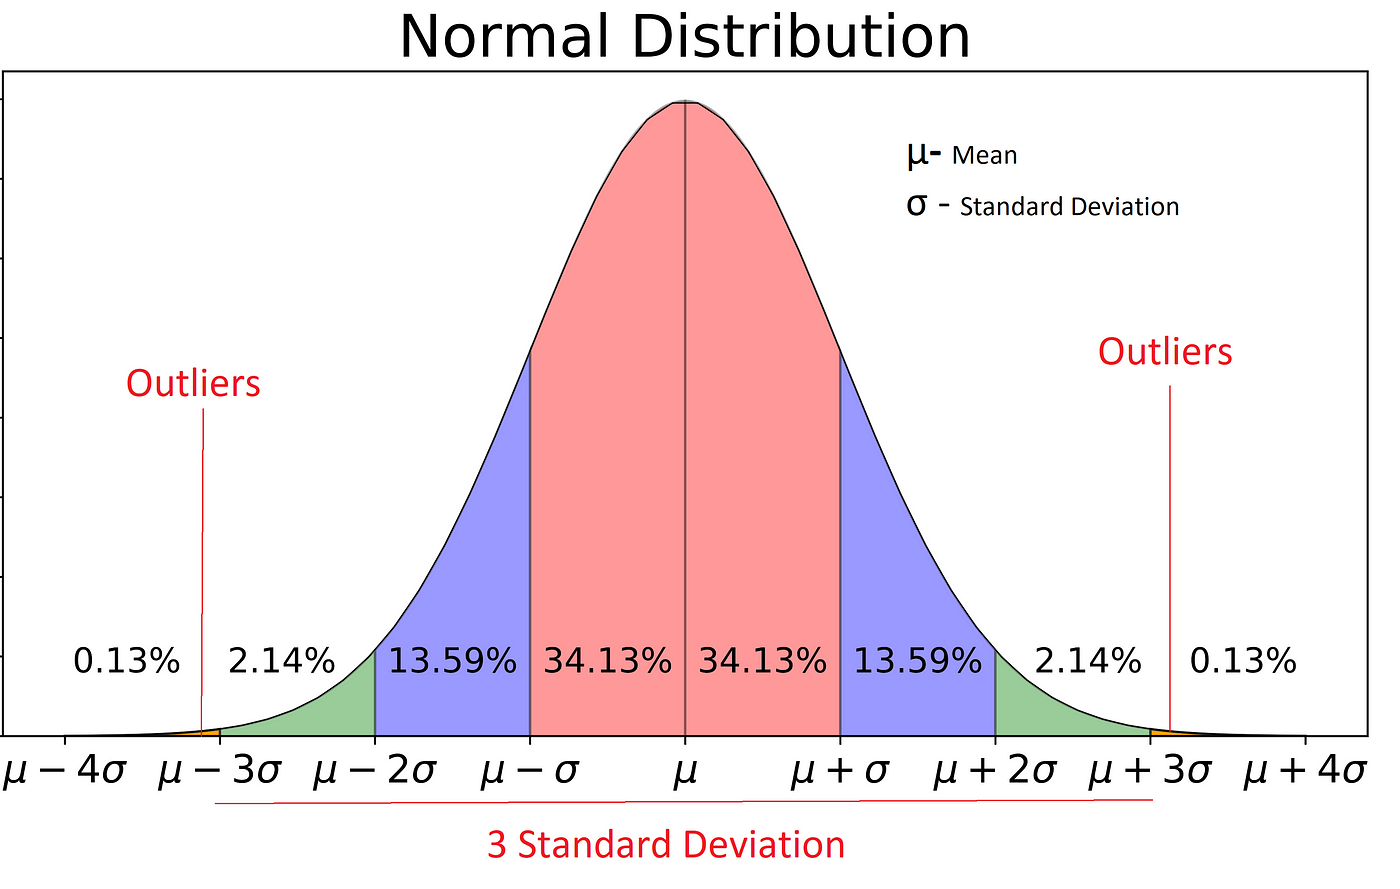 Normal Distribution
μ- Mean
σ - Standard Deviation
Outliers
Outliers
0.13% 2.14% 13.59% 34.13% 34.13% 13.59% 2.14% 0.13%
μ − 4σ μ − 3σ μ − 2σ μ − σ μ μ + σ μ + 2σ μ + 3σ μ + 4σ
3 Standard Deviation